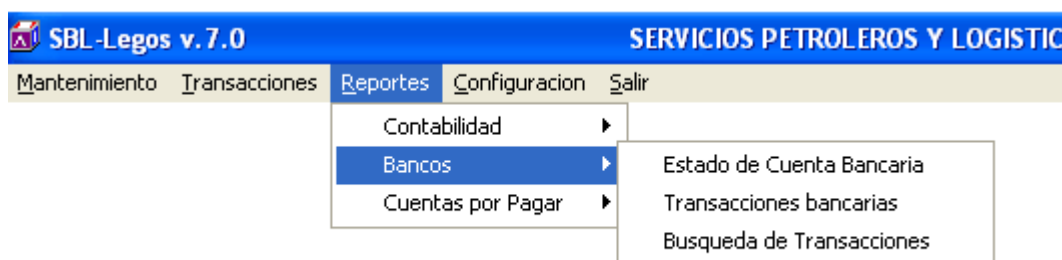 SBL-Legos v. 7.0 SERVICIOS PETROLEROS Y LOGISTIC
Mantenimiento Transacciones Reportes Configuracion Salir
Contabilidad
Bancos Estado de Cuenta Bancaria
Cuentas por Pagar Transacciones bancarias
Busqueda de Transacciones